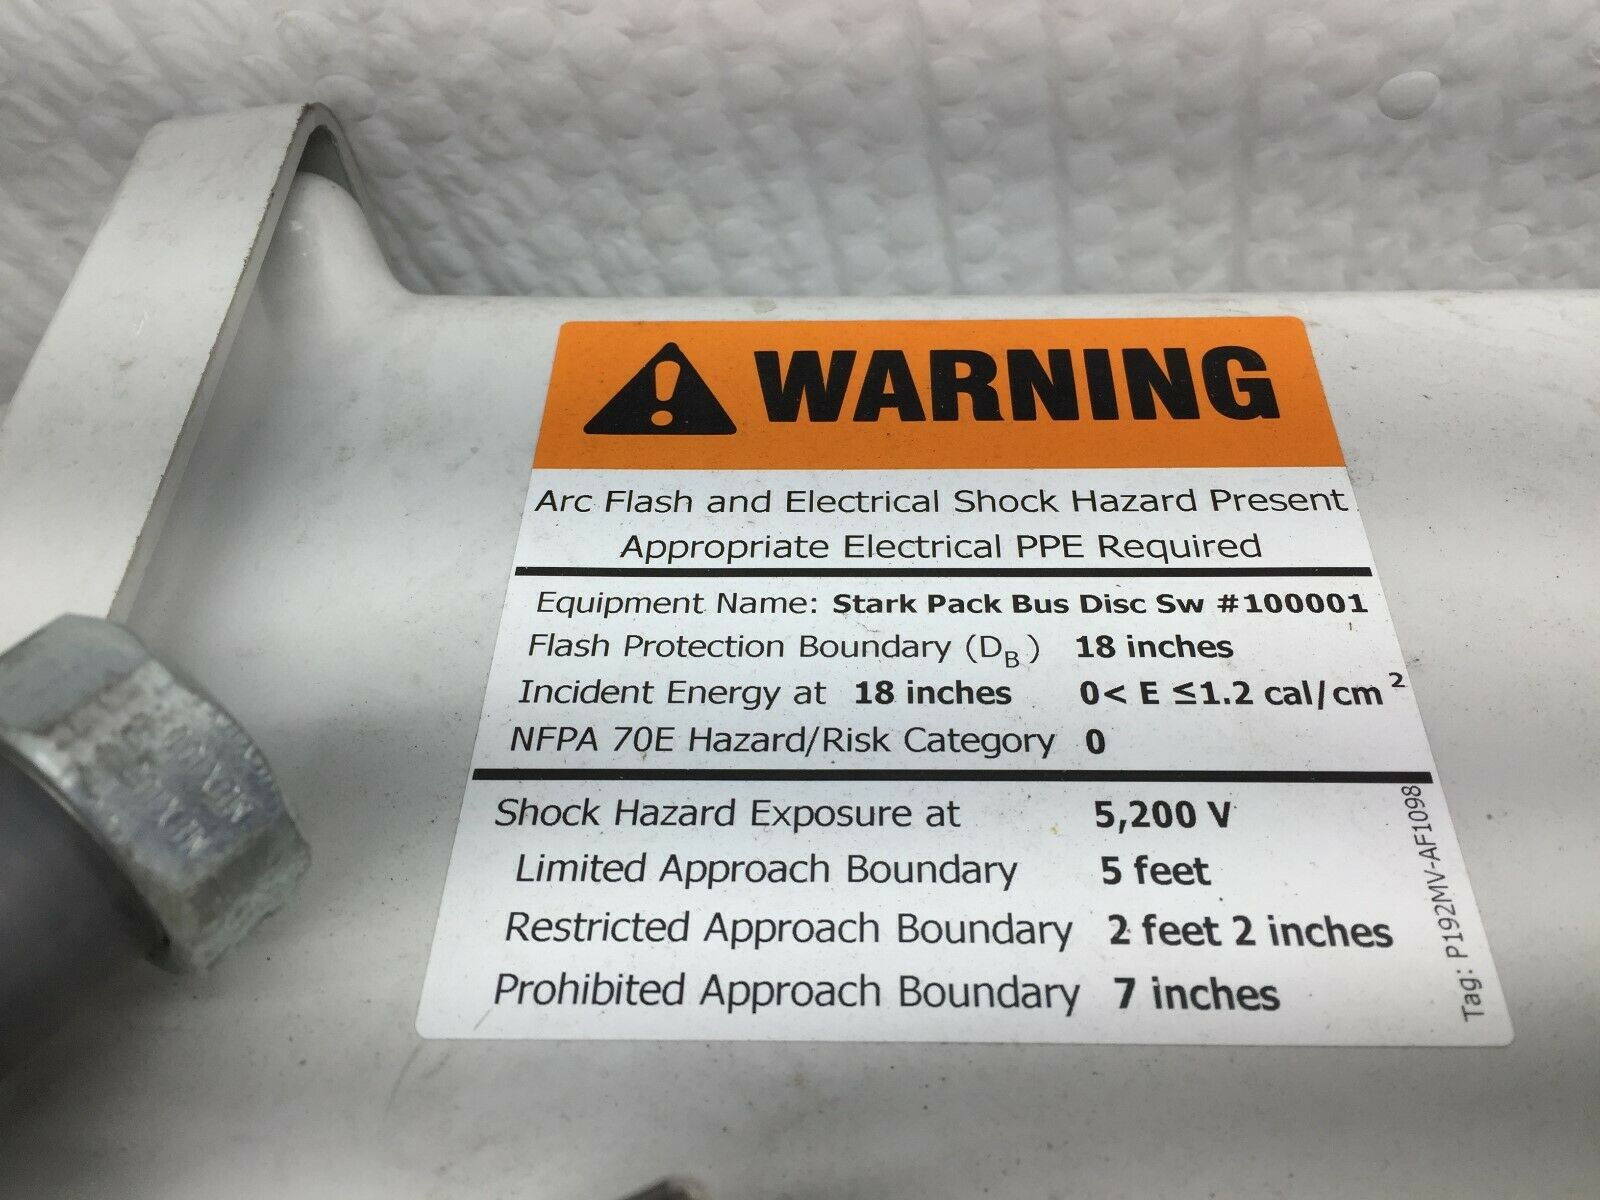 WARNING
Arc Flash and Electrical Shock Hazard Present
Appropriate Electrical PPE Required
Equipment Name: Stark Pack Bus Disc Sw #100001
Flash Protection Boundary (DB) 18 inches
Incident Energy at 18 inches 0< E ≤1.2 cal/cm²
NFPA 70E Hazard/Risk Category 0
Shock Hazard Exposure at 5,200 V
Limited Approach Boundary 5 feet
Restricted Approach Boundary 2 feet 2 inches
Prohibited Approach Boundary 7 inches
Tag: P192MV-AF1098